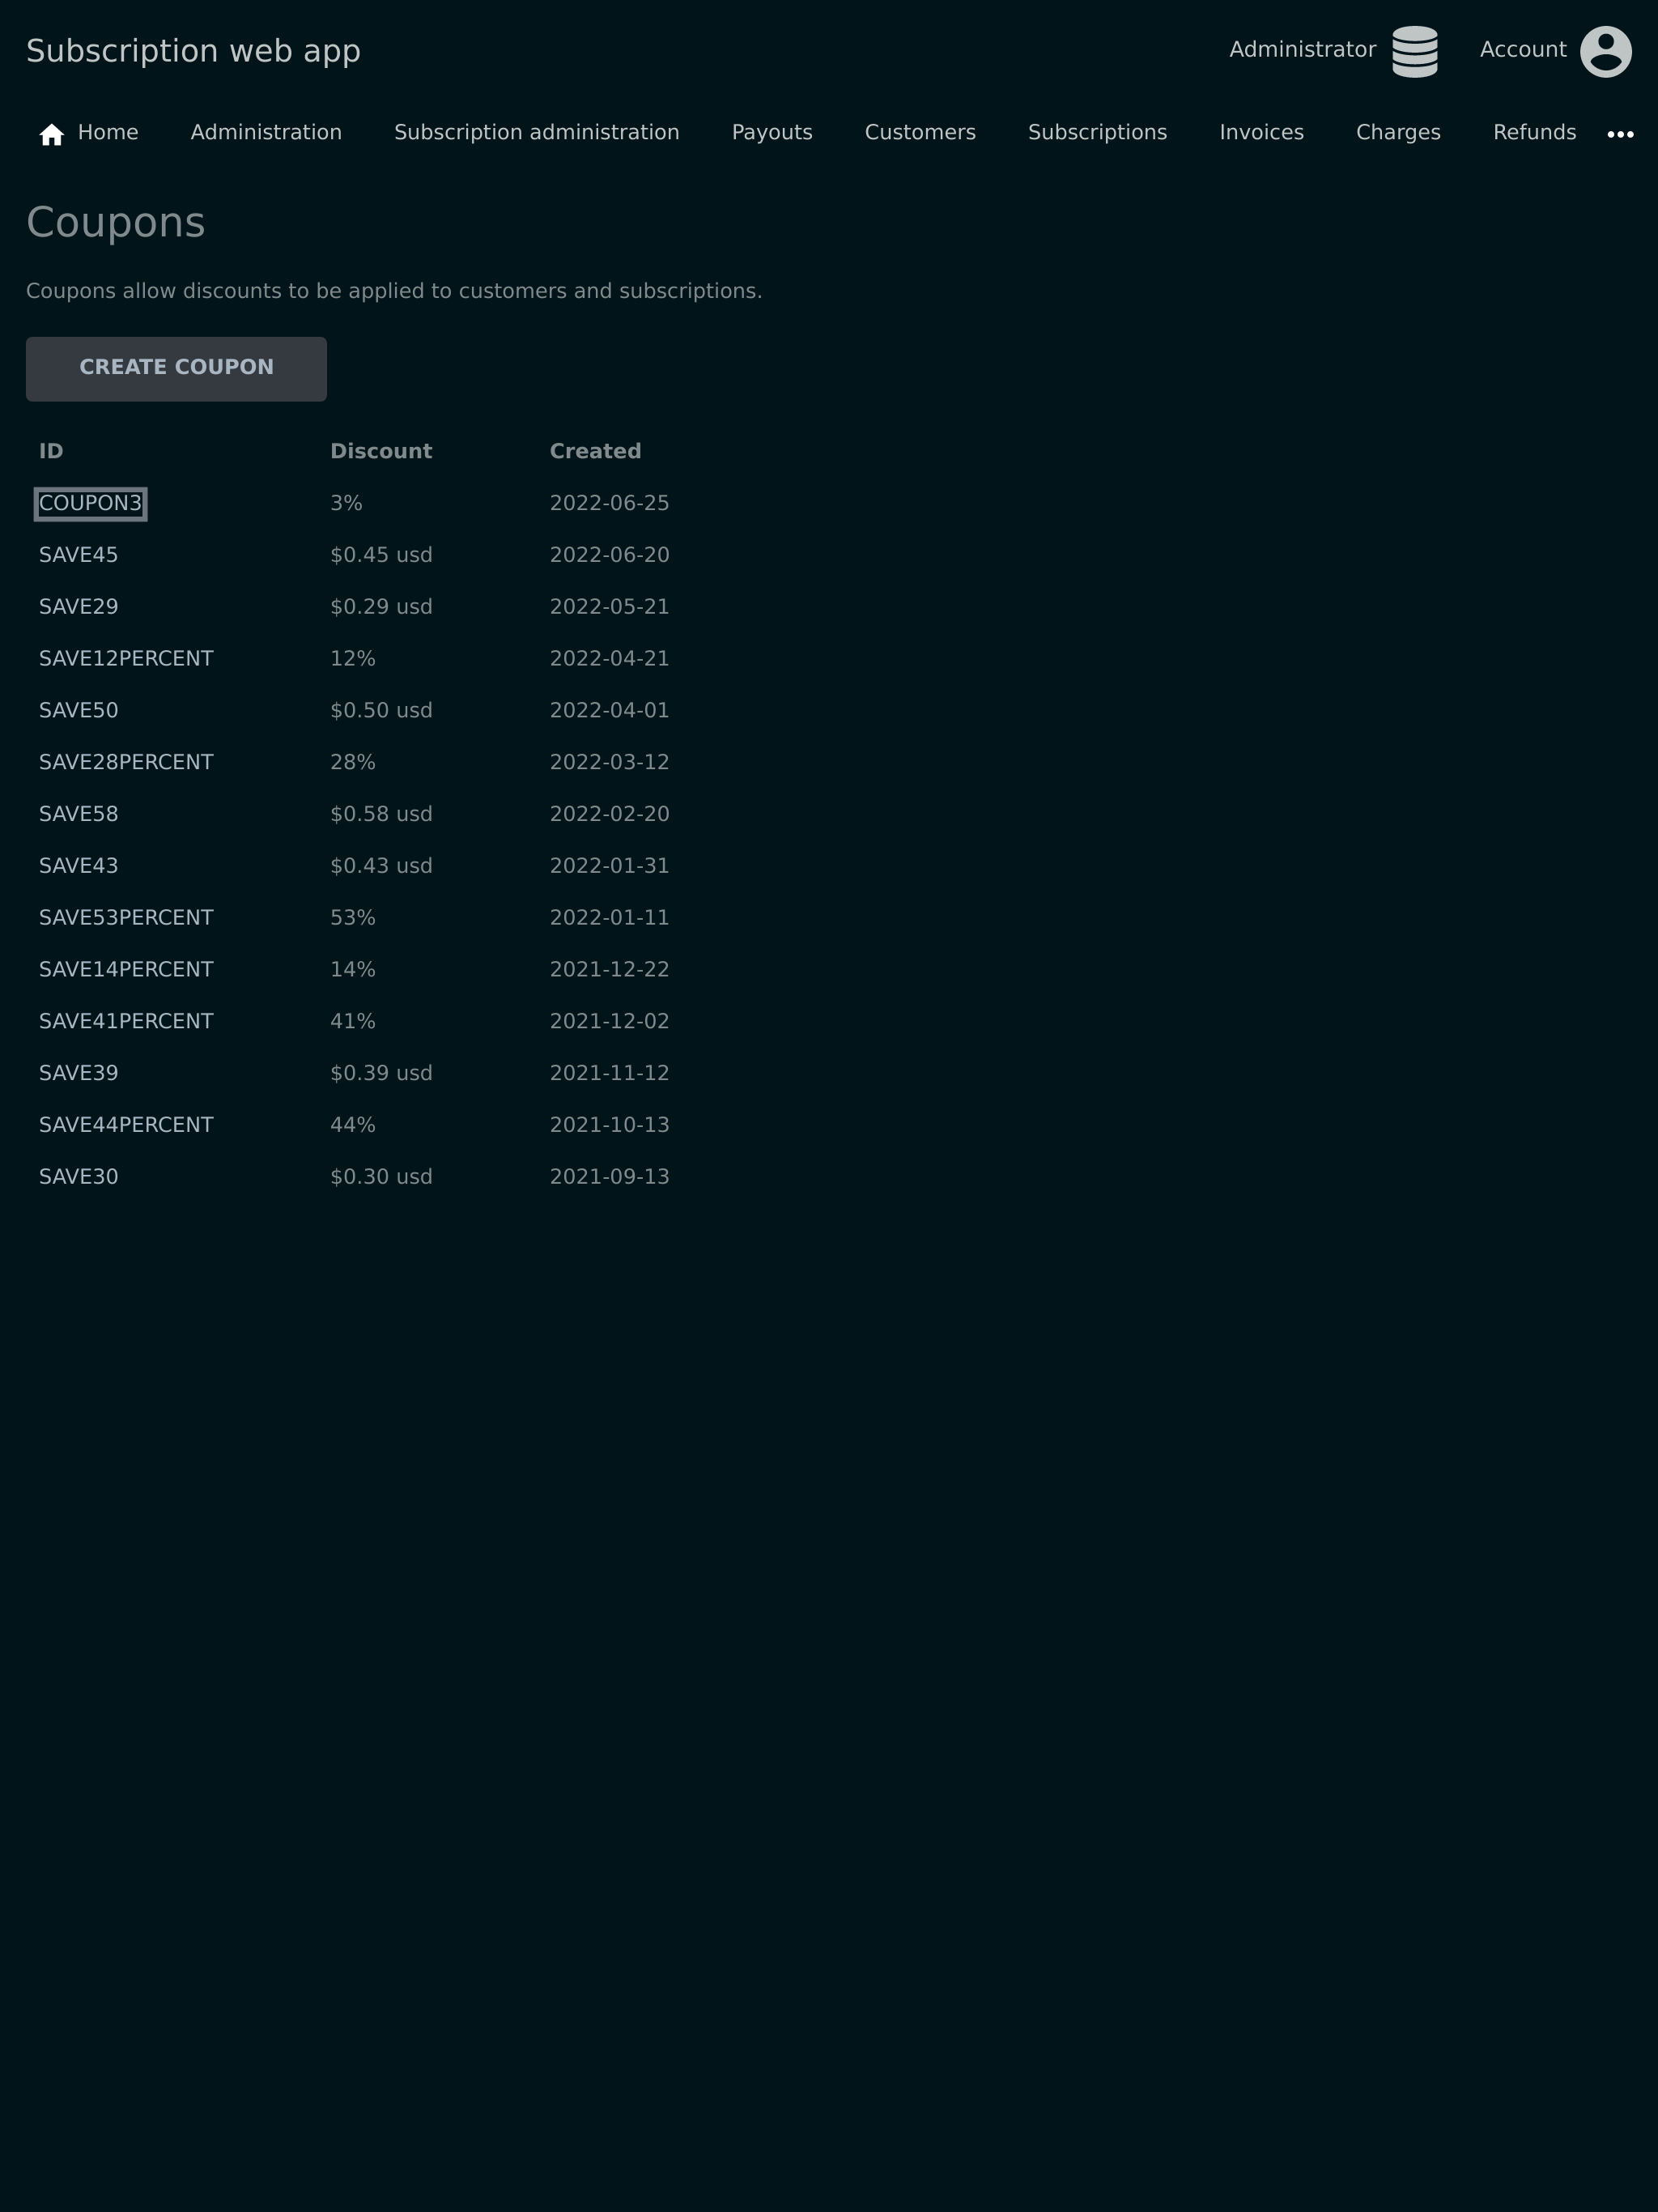 Subscription web app Administrator Account
Home Administration Subscription administration Payouts Customers Subscriptions Invoices Charges Refunds
Coupons
Coupons allow discounts to be applied to customers and subscriptions.
CREATE COUPON
ID Discount Created
COUPON3 3% 2022-06-25
SAVE45 $0.45 usd 2022-06-20
SAVE29 $0.29 usd 2022-05-21
SAVE12PERCENT 12% 2022-04-21
SAVE50 $0.50 usd 2022-04-01
SAVE28PERCENT 28% 2022-03-12
SAVE58 $0.58 usd 2022-02-20
SAVE43 $0.43 usd 2022-01-31
SAVE53PERCENT 53% 2022-01-11
SAVE14PERCENT 14% 2021-12-22
SAVE41PERCENT 41% 2021-12-02
SAVE39 $0.39 usd 2021-11-12
SAVE44PERCENT 44% 2021-10-13
SAVE30 $0.30 usd 2021-09-13